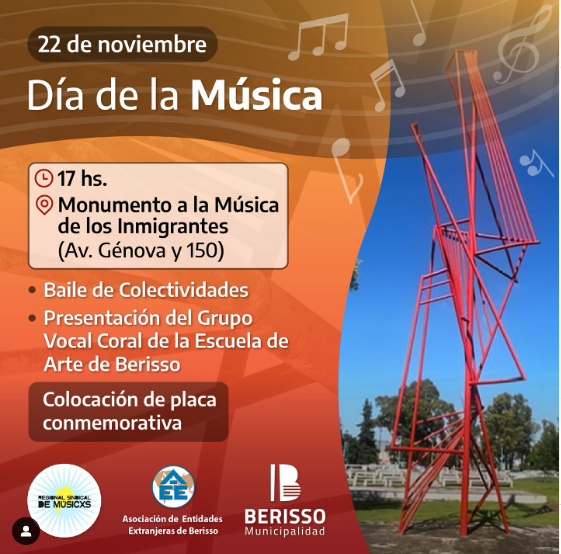 22 de noviembre
Día de la Música
17 hs.
Monumento a la Música
de los Inmigrantes
(Av. Génova y 150)
• Baile de Colectividades
• Presentación del Grupo
Vocal Coral de la Escuela de
Arte de Berisso
Colocación de placa
conmemorativa
REGIONAL SINDICAL
DE MÚSICXS
AEE
Asociación de Entidades
Extranjeras de Berisso
BERISSO
Municipalidad